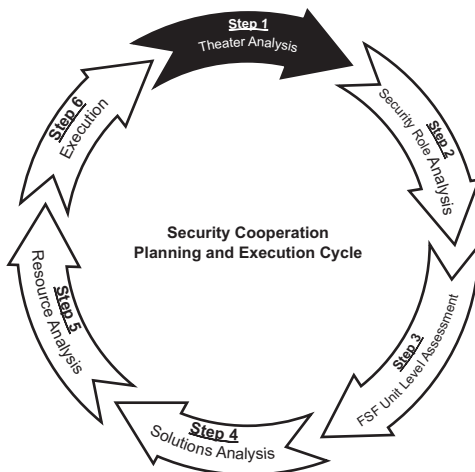 Step 1
Theater Analysis
Step 2
Security Role Analysis
Step 3
FSF Unit Level Assessment
Step 4
Solutions Analysis
Step 5
Resource Analysis
Step 6
Execution
Security Cooperation
Planning and Execution Cycle